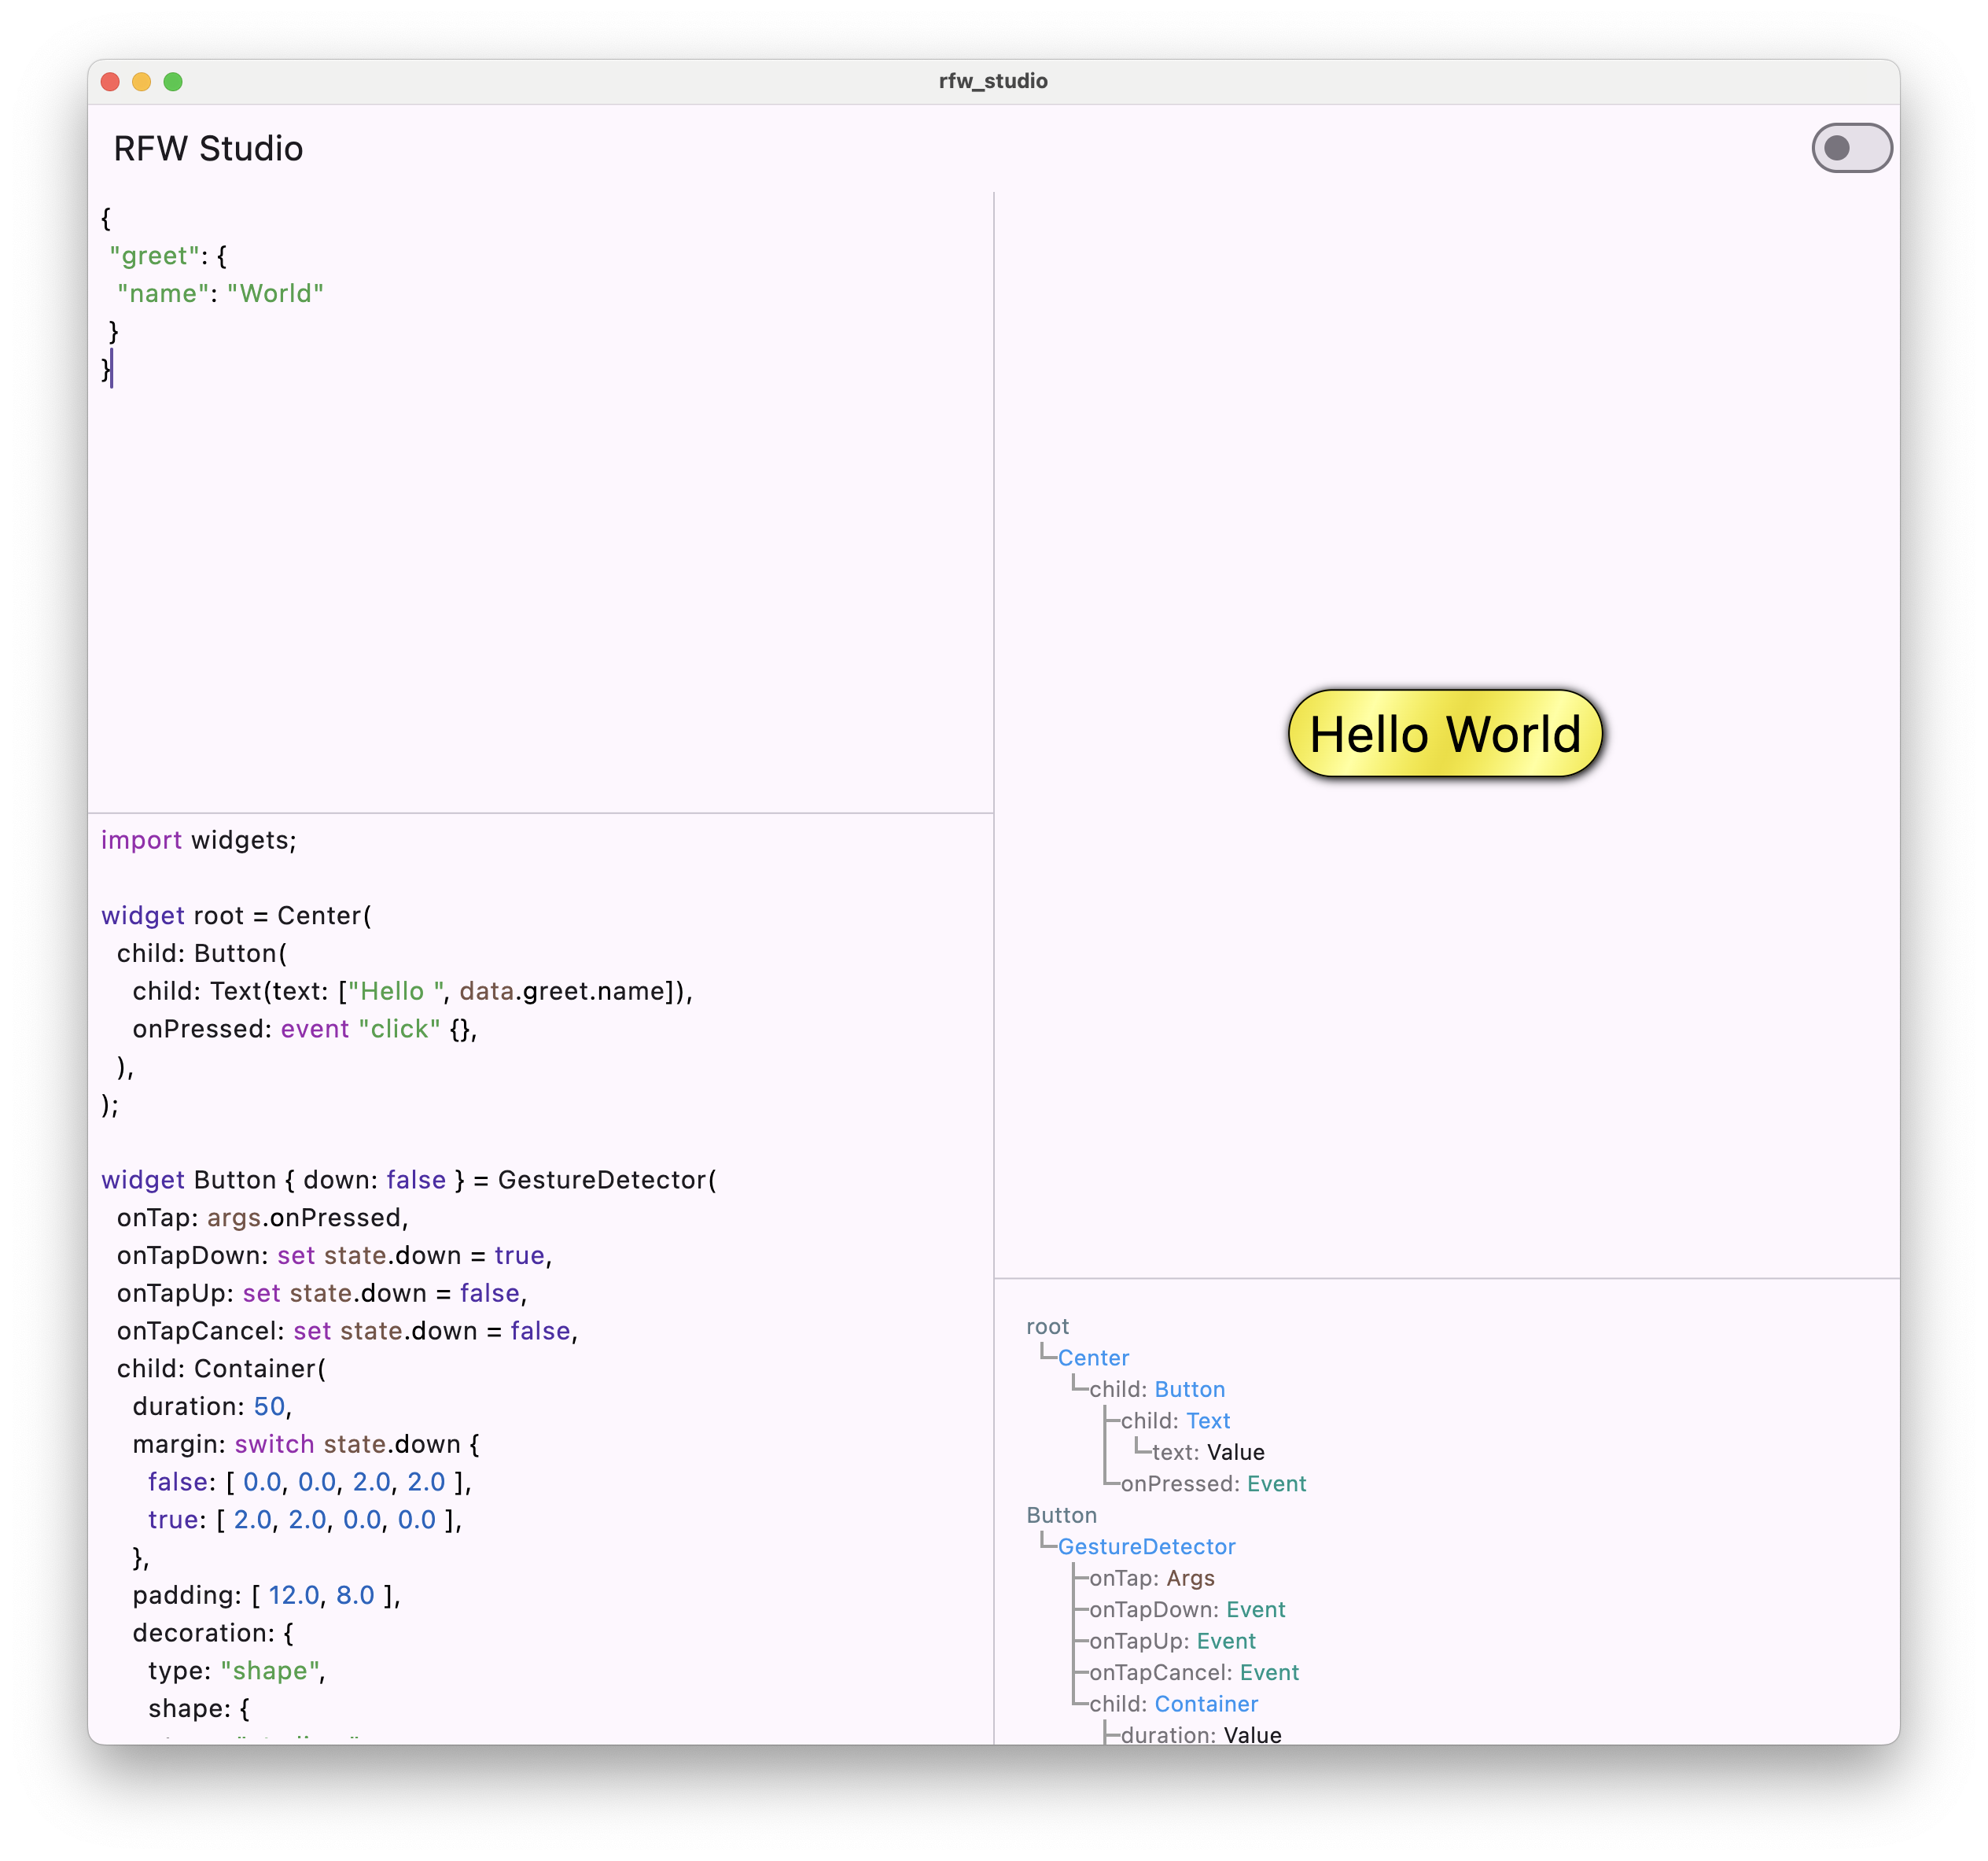 rfw_studio
RFW Studio
{
 "greet": {
  "name": "World"
 }
}
import widgets;

widget root = Center(
  child: Button(
    child: Text(text: ["Hello ", data.greet.name]),
    onPressed: event "click" {},
  ),
);

widget Button { down: false } = GestureDetector(
  onTap: args.onPressed,
  onTapDown: set state.down = true,
  onTapUp: set state.down = false,
  onTapCancel: set state.down = false,
  child: Container(
    duration: 50,
    margin: switch state.down {
      false: [ 0.0, 0.0, 2.0, 2.0 ],
      true: [ 2.0, 2.0, 0.0, 0.0 ],
    },
    padding: [ 12.0, 8.0 ],
    decoration: {
      type: "shape",
      shape: {
Hello World
root
Center
child: Button
child: Text
text: Value
onPressed: Event
Button
GestureDetector
onTap: Args
onTapDown: Event
onTapUp: Event
onTapCancel: Event
child: Container
duration: Value